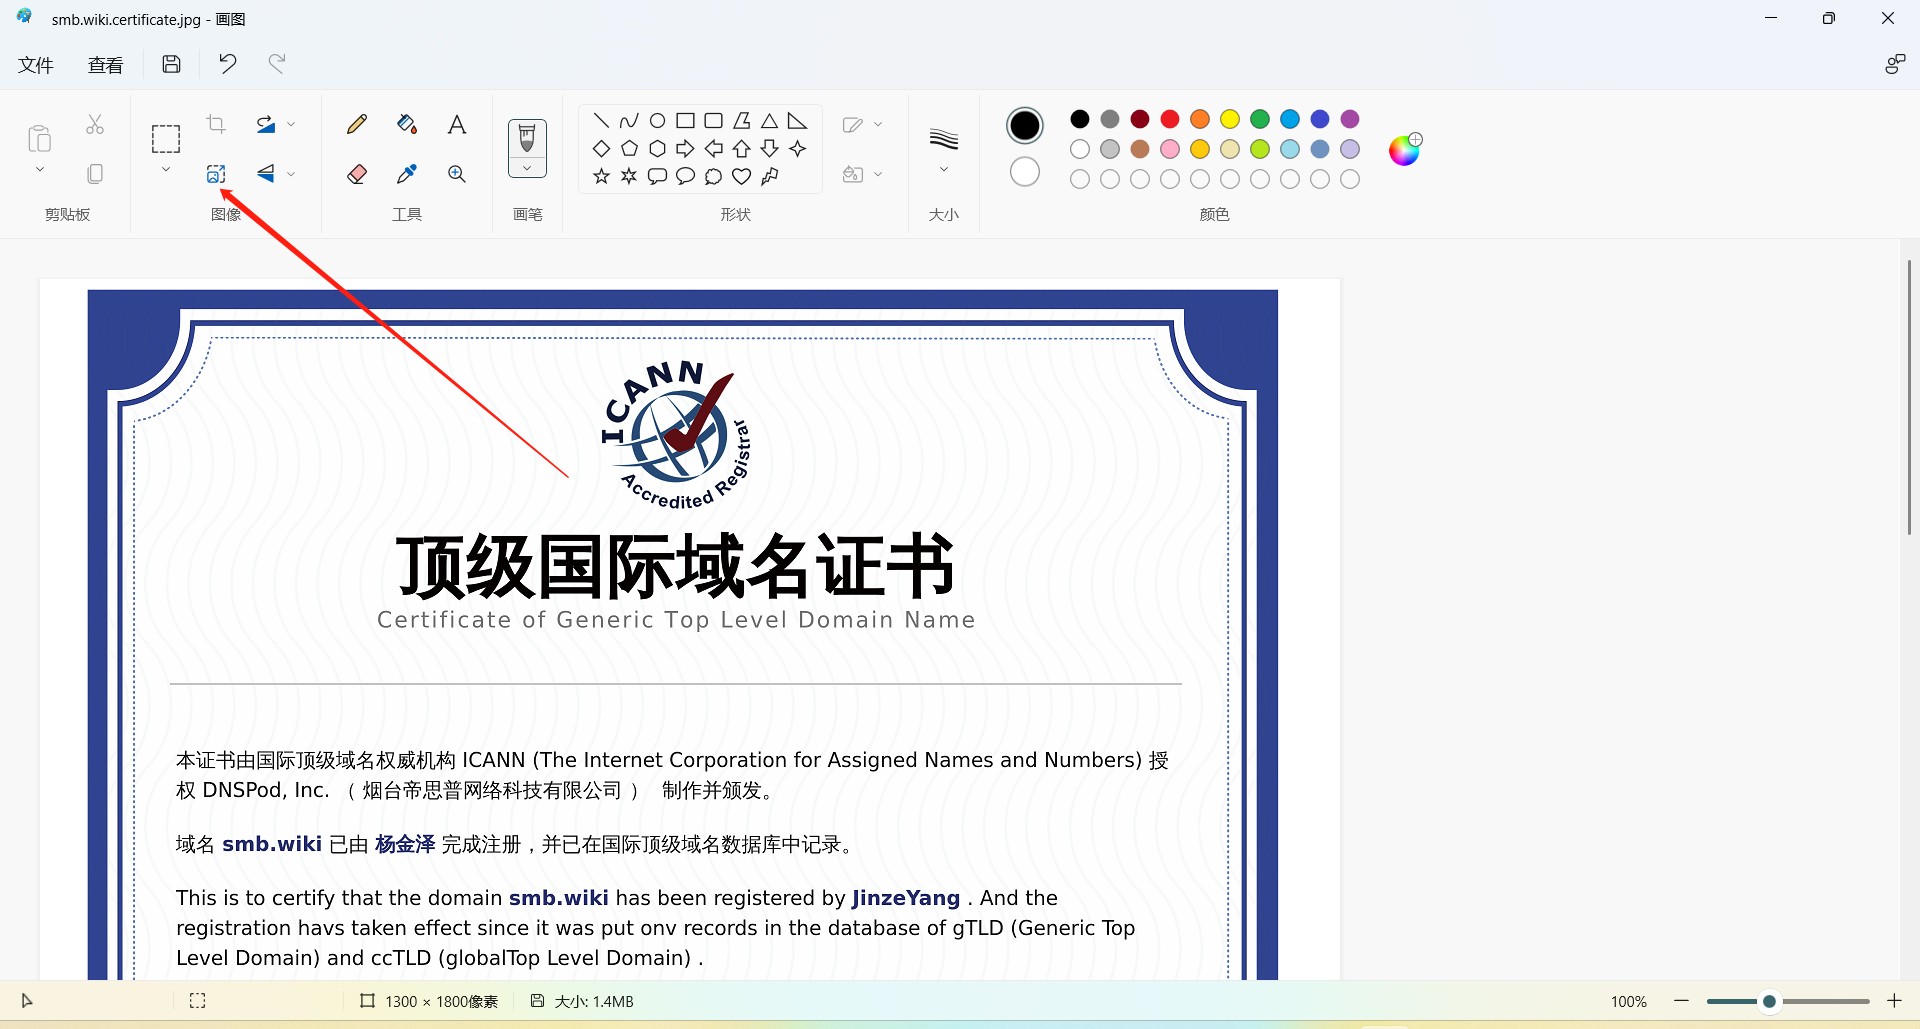 smb.wiki.certificate.jpg - 画图
文件 查看
剪贴板 图像 工具 画笔 形状 大小 颜色
ICANN
Accredited Registrar
顶级国际域名证书
Certificate of Generic Top Level Domain Name
本证书由国际顶级域名权威机构 ICANN (The Internet Corporation for Assigned Names and Numbers) 授
权 DNSPod, Inc. （ 烟台帝思普网络科技有限公司 ） 制作并颁发。
域名 smb.wiki 已由 杨金泽 完成注册，并已在国际顶级域名数据库中记录。
This is to certify that the domain smb.wiki has been registered by JinzeYang . And the
registration havs taken effect since it was put onv records in the database of gTLD (Generic Top
Level Domain) and ccTLD (globalTop Level Domain) .
1300 × 1800像素 大小: 1.4MB 100%